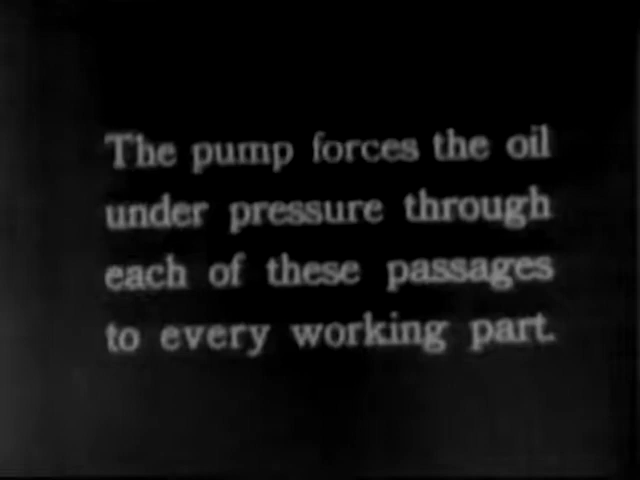 The pump forces the oil
under pressure through
each of these passages
to every working part.